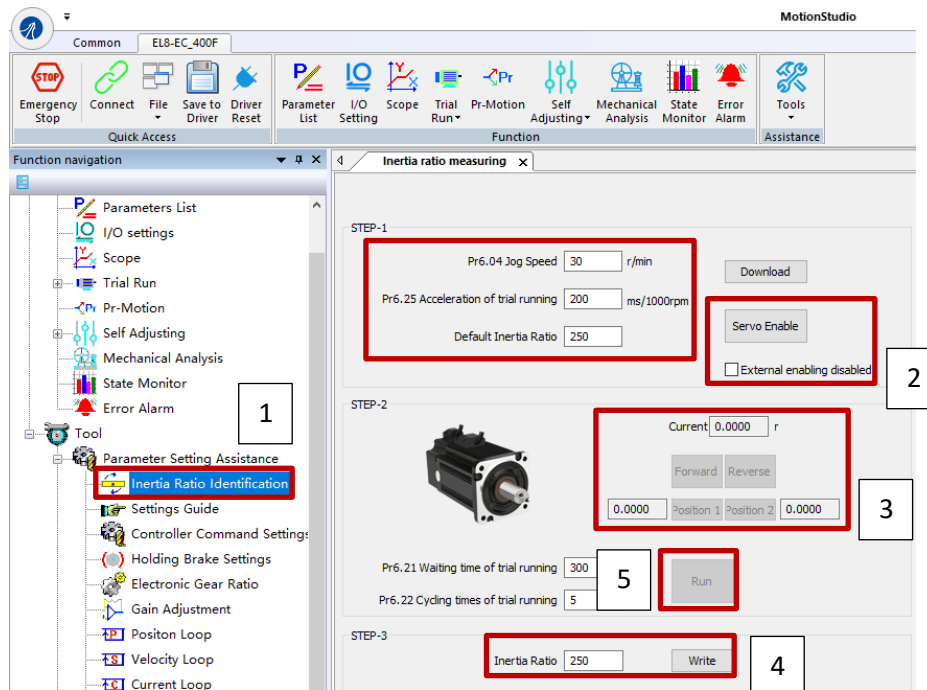 MotionStudio
Common EL8-EC_400F
STOP
Emergency Stop
Connect
File
Save to Driver
Driver Reset
Parameter List
I/O Setting
Scope
Trial Run
Pr-Motion
Self Adjusting
Mechanical Analysis
State Monitor
Error Alarm
Tools
Quick Access Function Assistance
Function navigation
Inertia ratio measuring x
Parameters List
I/O settings
Scope
Trial Run
Pr-Motion
Self Adjusting
Mechanical Analysis
State Monitor
Error Alarm
1
Tool
Parameter Setting Assistance
Inertia Ratio Identification
Settings Guide
Controller Command Settings
Holding Brake Settings
Electronic Gear Ratio
Gain Adjustment
Positon Loop
Velocity Loop
Current Loop
STEP-1
Pr6.04 Jog Speed 30 r/min
Download
Pr6.25 Acceleration of trial running 200 ms/1000rpm
Default Inertia Ratio 250
Servo Enable
External enabling disabled
2
STEP-2
Current 0.0000 r
Forward Reverse
0.0000 Position 1 Position 2 0.0000
3
Pr6.21 Waiting time of trial running 300
Pr6.22 Cycling times of trial running 5
5
Run
STEP-3
Inertia Ratio 250 Write
4